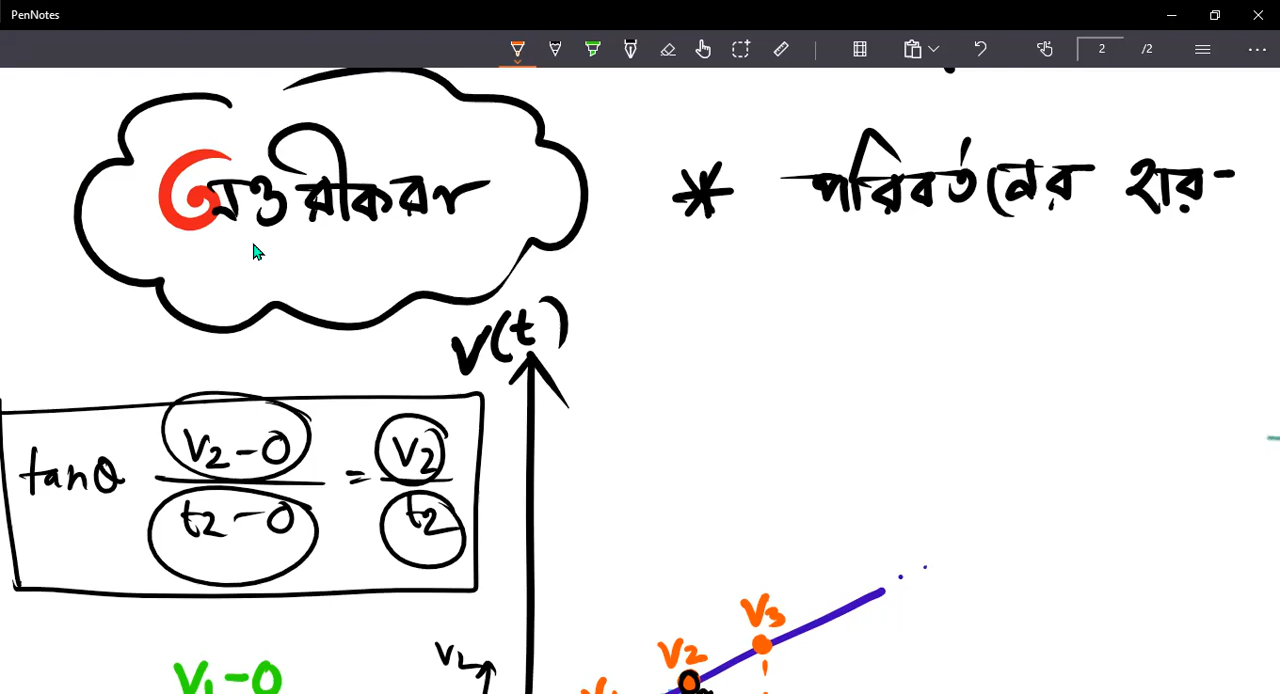 PenNotes
2 /2
অন্তরীকরণ
* পরিবর্তনের হার-
V(t)
tanθ V2-0 / t2-0 = V2 / t2
V3
V2
V2
V1-0
V1